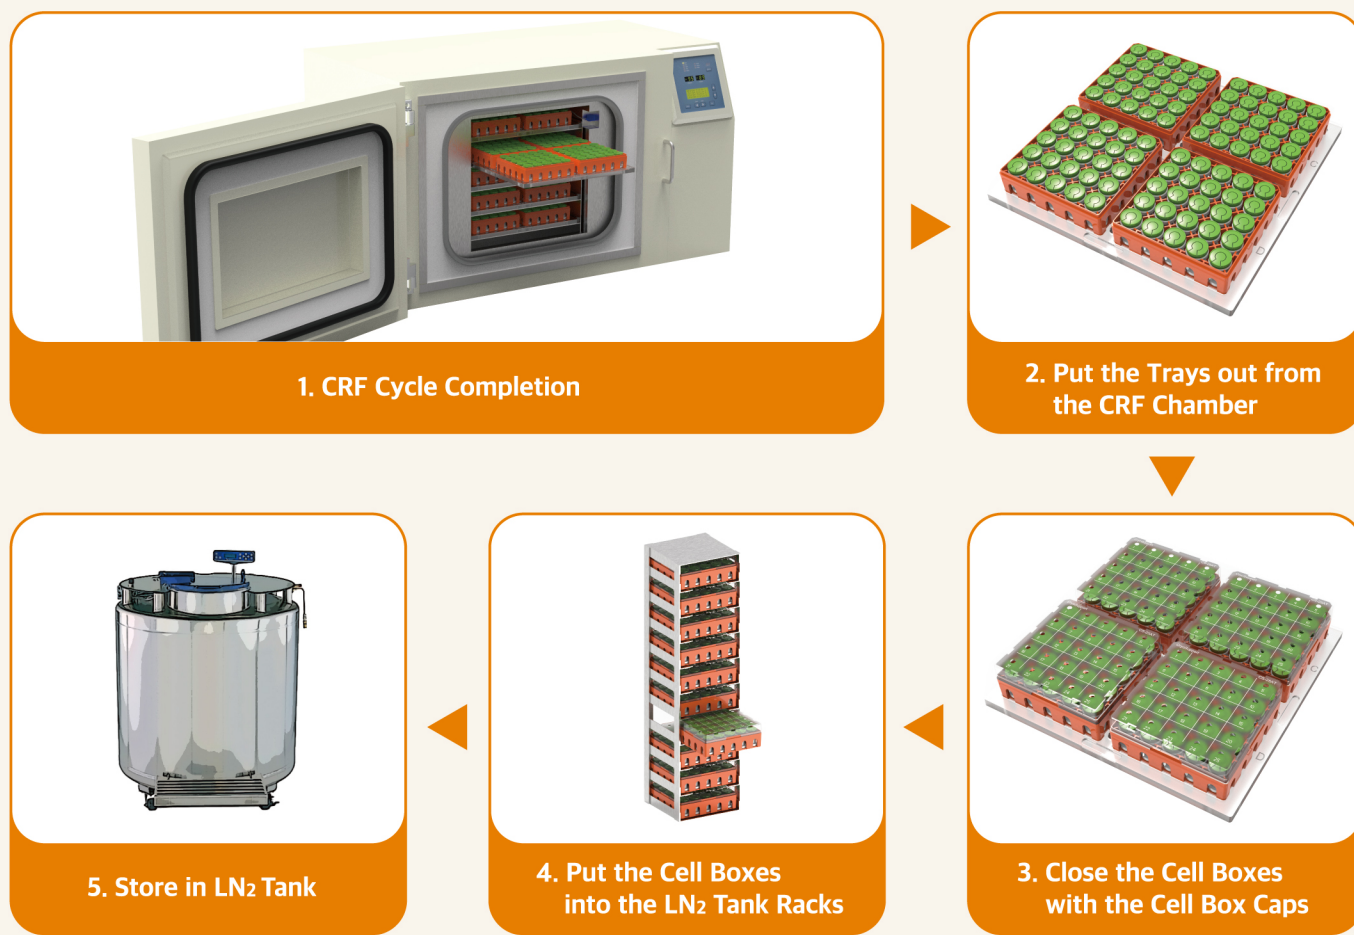 1. CRF Cycle Completion
2. Put the Trays out from
the CRF Chamber
3. Close the Cell Boxes
with the Cell Box Caps
4. Put the Cell Boxes
into the LN₂ Tank Racks
5. Store in LN₂ Tank